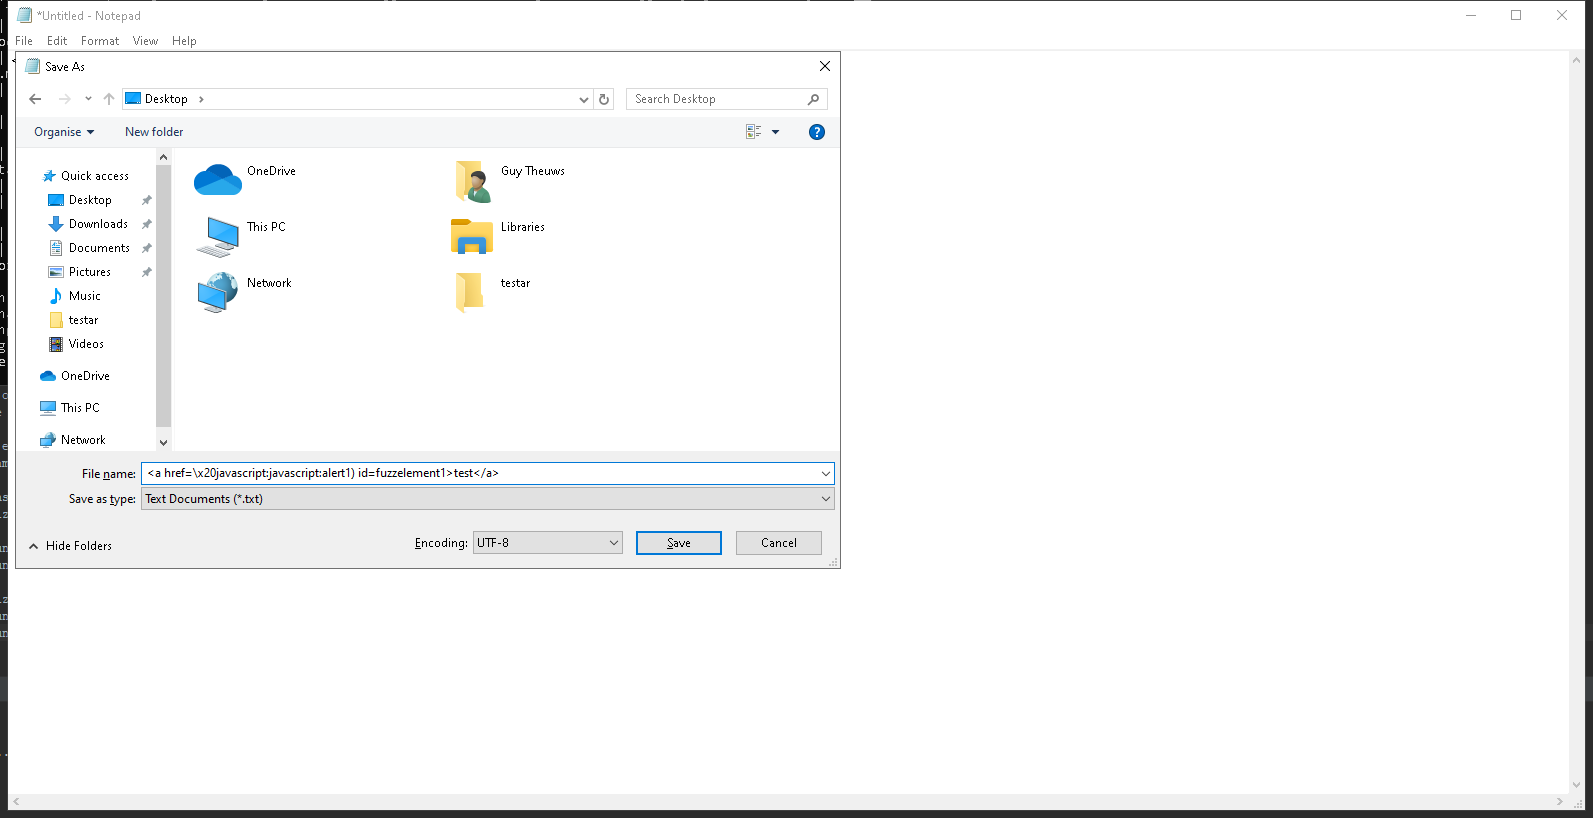 *Untitled - Notepad
File Edit Format View Help
Save As
Desktop
Search Desktop
Organise
New folder
Quick access
Desktop
Downloads
Documents
Pictures
Music
testar
Videos
OneDrive
This PC
Network
OneDrive
Guy Theuws
This PC
Libraries
Network
testar
File name: <a href=\x20javascript:javascript:alert1) id=fuzzelement1>test</a>
Save as type: Text Documents (*.txt)
Hide Folders
Encoding: UTF-8
Save
Cancel